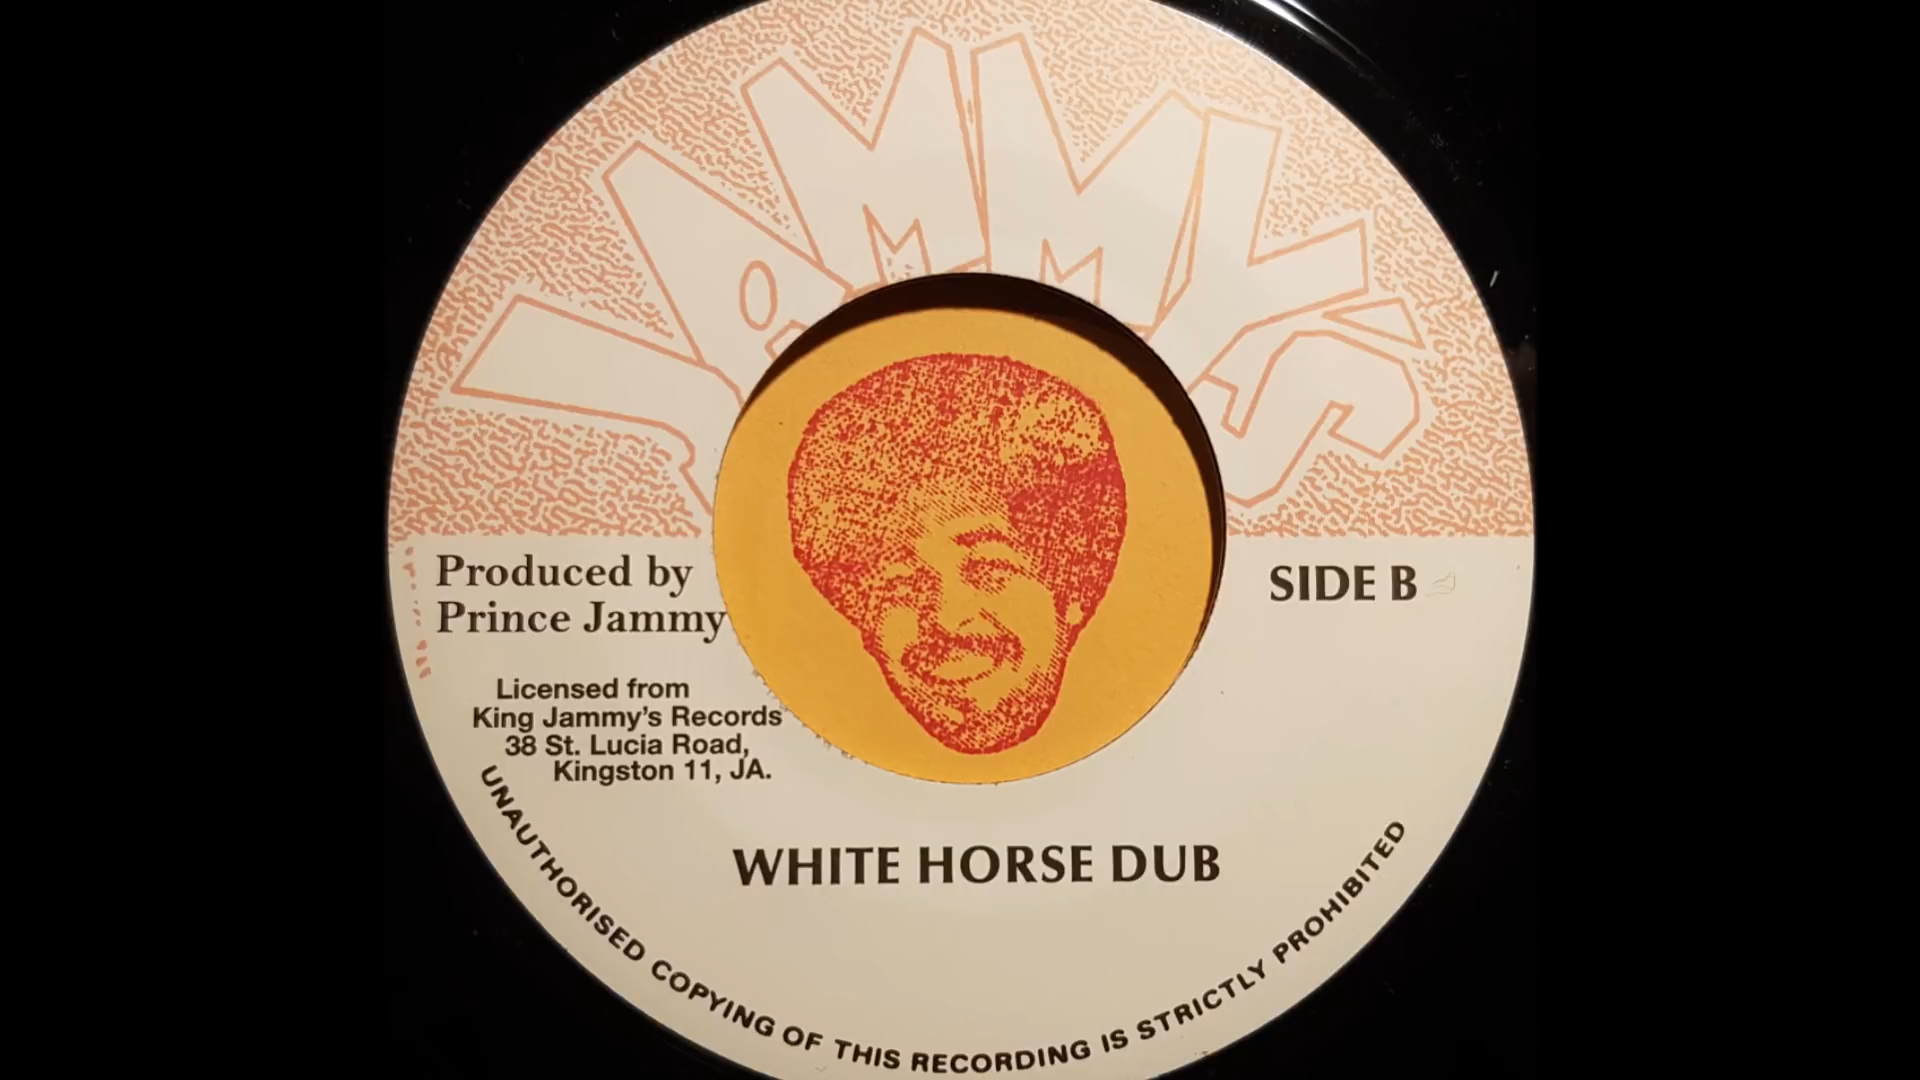 JAMMY'S
Produced by
Prince Jammy
SIDE B
Licensed from
King Jammy's Records
38 St. Lucia Road,
Kingston 11, JA.
WHITE HORSE DUB
UNAUTHORISED COPYING OF THIS RECORDING IS STRICTLY PROHIBITED